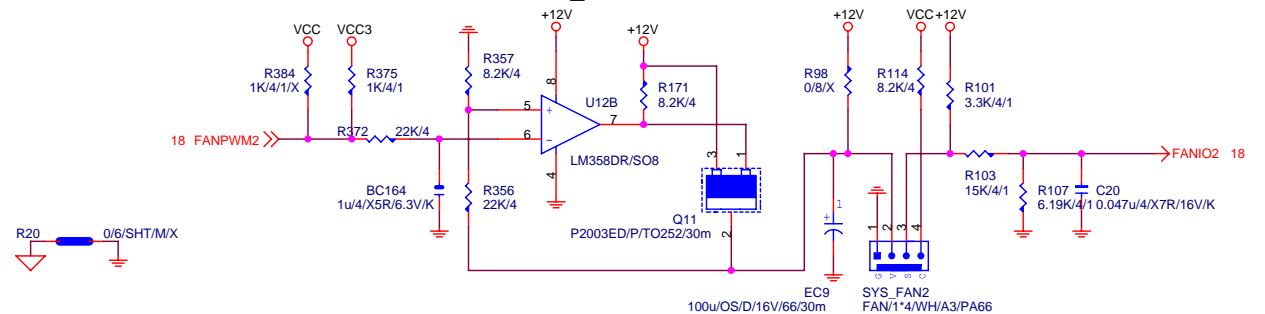 +12V
+12V
+12V
VCC
+12V
VCC
VCC3
R384
1K/4/1/X
R375
1K/4/1
R357
8.2K/4
8
U12B
R171
8.2K/4
R98
0/8/X
R114
8.2K/4
R101
3.3K/4/1
5
+
18 FANPWM2
R372
22K/4
6
-
7
LM358DR/SO8
4
3
1
FANIO2 18
R103
15K/4/1
BC164
1u/4/X5R/6.3V/K
R356
22K/4
R107
6.19K/4/1
C20
0.047u/4/X7R/16V/K
Q11
P2003ED/P/TO252/30m
2
+
1
1
2
3
4
R20
0/6/SHT/M/X
G
V
S
C
EC9
100u/OS/D/16V/66/30m
SYS_FAN2
FAN/1*4/WH/A3/PA66